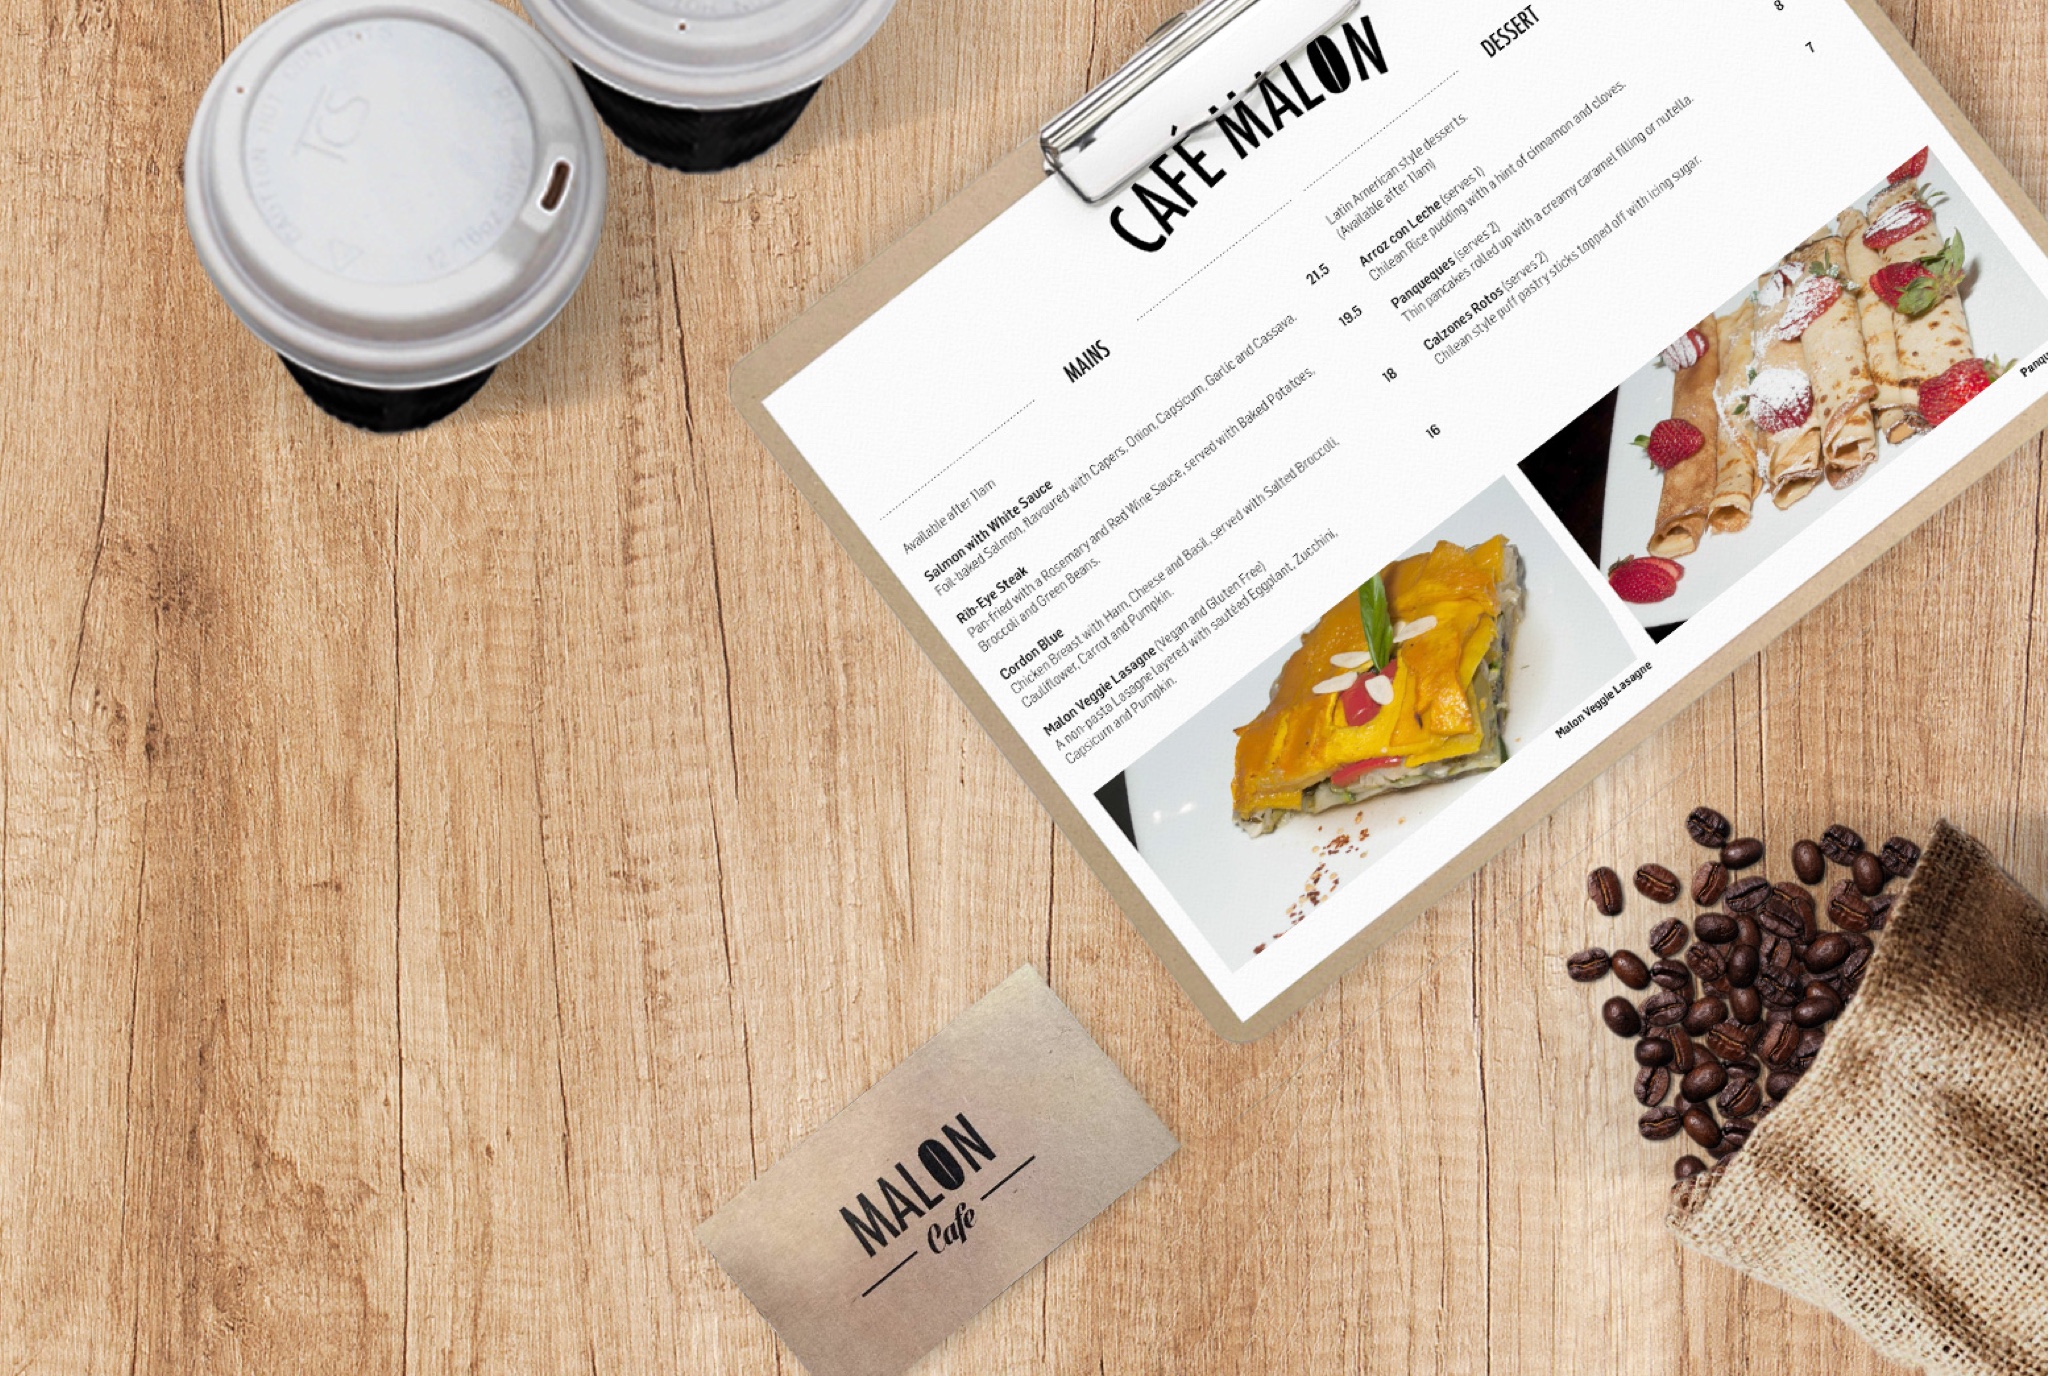 CAFÉ MALON
MAINS
Available after 11am
Salmon with White Sauce 21.5
Foil-baked Salmon, flavoured with Capers, Onion, Capsicum, Garlic and Cassava.
Rib-Eye Steak 19.5
Pan-fried with a Rosemary and Red Wine Sauce, served with Baked Potatoes,
Broccoli and Green Beans.
Cordon Blue 18
Chicken Breast with Ham, Cheese and Basil, served with Salted Broccoli,
Cauliflower, Carrot and Pumpkin.
Malon Veggie Lasagne (Vegan and Gluten Free) 16
A non-pasta Lasagne layered with sautéed Eggplant, Zucchini,
Capsicum and Pumpkin.
Malon Veggie Lasagne
DESSERT
Latin American style desserts.
(Available after 11am)
Arroz con Leche (serves 1)
Chilean Rice pudding with a hint of cinnamon and cloves.
Panqueques (serves 2) 8
Thin pancakes rolled up with a creamy caramel filling or nutella.
Calzones Rotos (serves 2) 7
Chilean style puff pastry sticks topped off with icing sugar.
MALON
Café